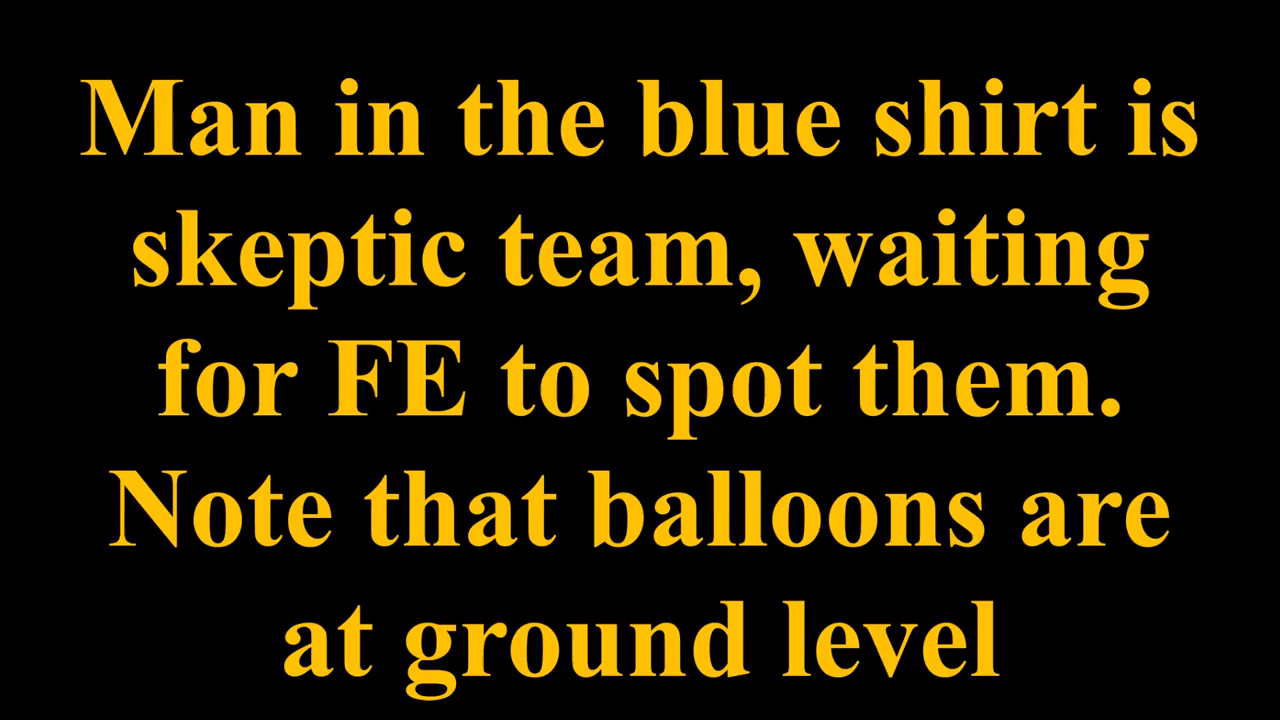 Man in the blue shirt is
skeptic team, waiting
for FE to spot them.
Note that balloons are
at ground level